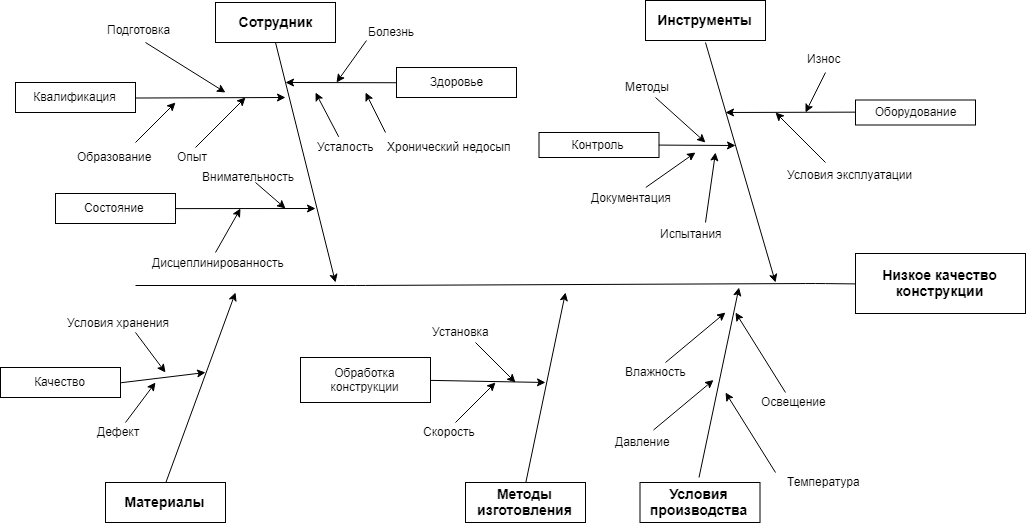 Сотрудник
Инструменты
Подготовка
Болезнь
Износ
Квалификация
Здоровье
Методы
Оборудование
Контроль
Образование
Опыт
Усталость
Хронический недосып
Внимательность
Условия эксплуатации
Документация
Состояние
Испытания
Дисциплинированность
Низкое качество
конструкции
Условия хранения
Установка
Влажность
Качество
Обработка
конструкции
Освещение
Дефект
Скорость
Давление
Температура
Материалы
Методы
изготовления
Условия
производства